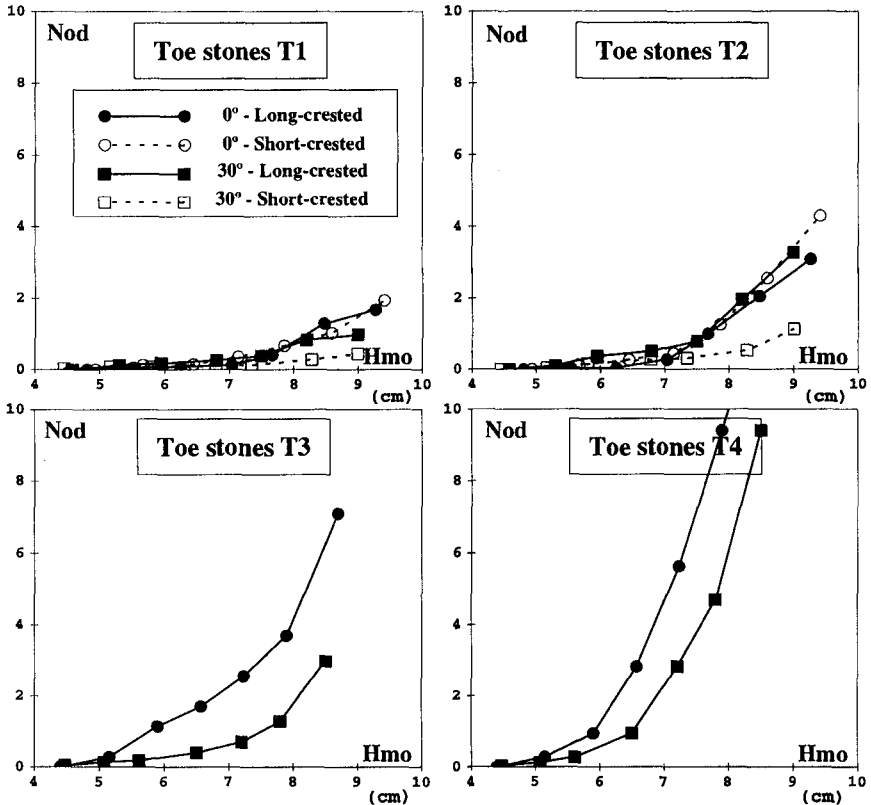 Nod
Toe stones T1
10
8
6
4
2
0
0º - Long-crested
0º - Short-crested
30º - Long-crested
30º - Short-crested
Hmo
4 5 6 7 8 9 10
(cm)
Nod
Toe stones T2
10
8
6
4
2
0
Hmo
4 5 6 7 8 9 10
(cm)
Nod
Toe stones T3
10
8
6
4
2
0
Hmo
4 5 6 7 8 9 10
(cm)
Nod
Toe stones T4
10
8
6
4
2
0
Hmo
4 5 6 7 8 9 10
(cm)